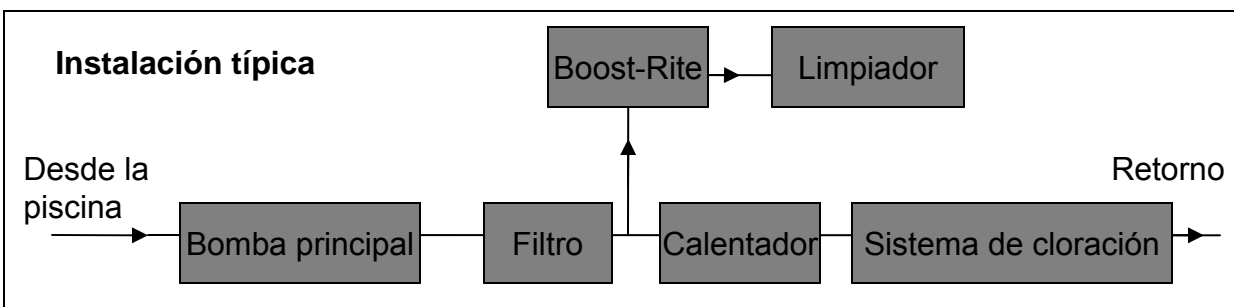 Instalación típica
Boost-Rite
Limpiador
Desde la
piscina
Retorno
Bomba principal
Filtro
Calentador
Sistema de cloración